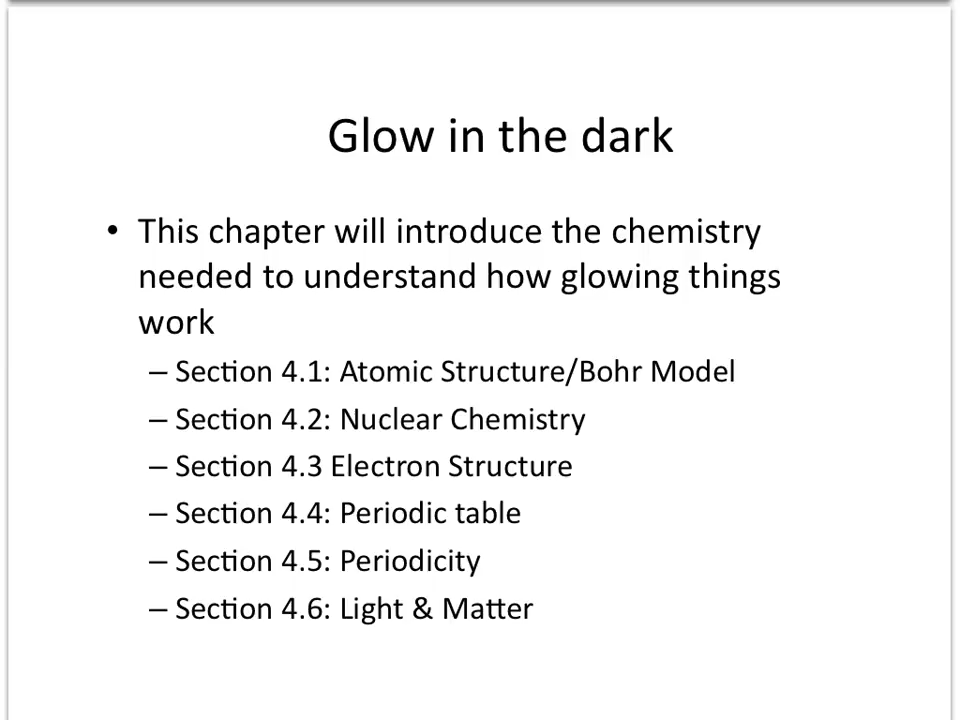 Glow in the dark
• This chapter will introduce the chemistry
needed to understand how glowing things
work
– Section 4.1: Atomic Structure/Bohr Model
– Section 4.2: Nuclear Chemistry
– Section 4.3 Electron Structure
– Section 4.4: Periodic table
– Section 4.5: Periodicity
– Section 4.6: Light & Matter